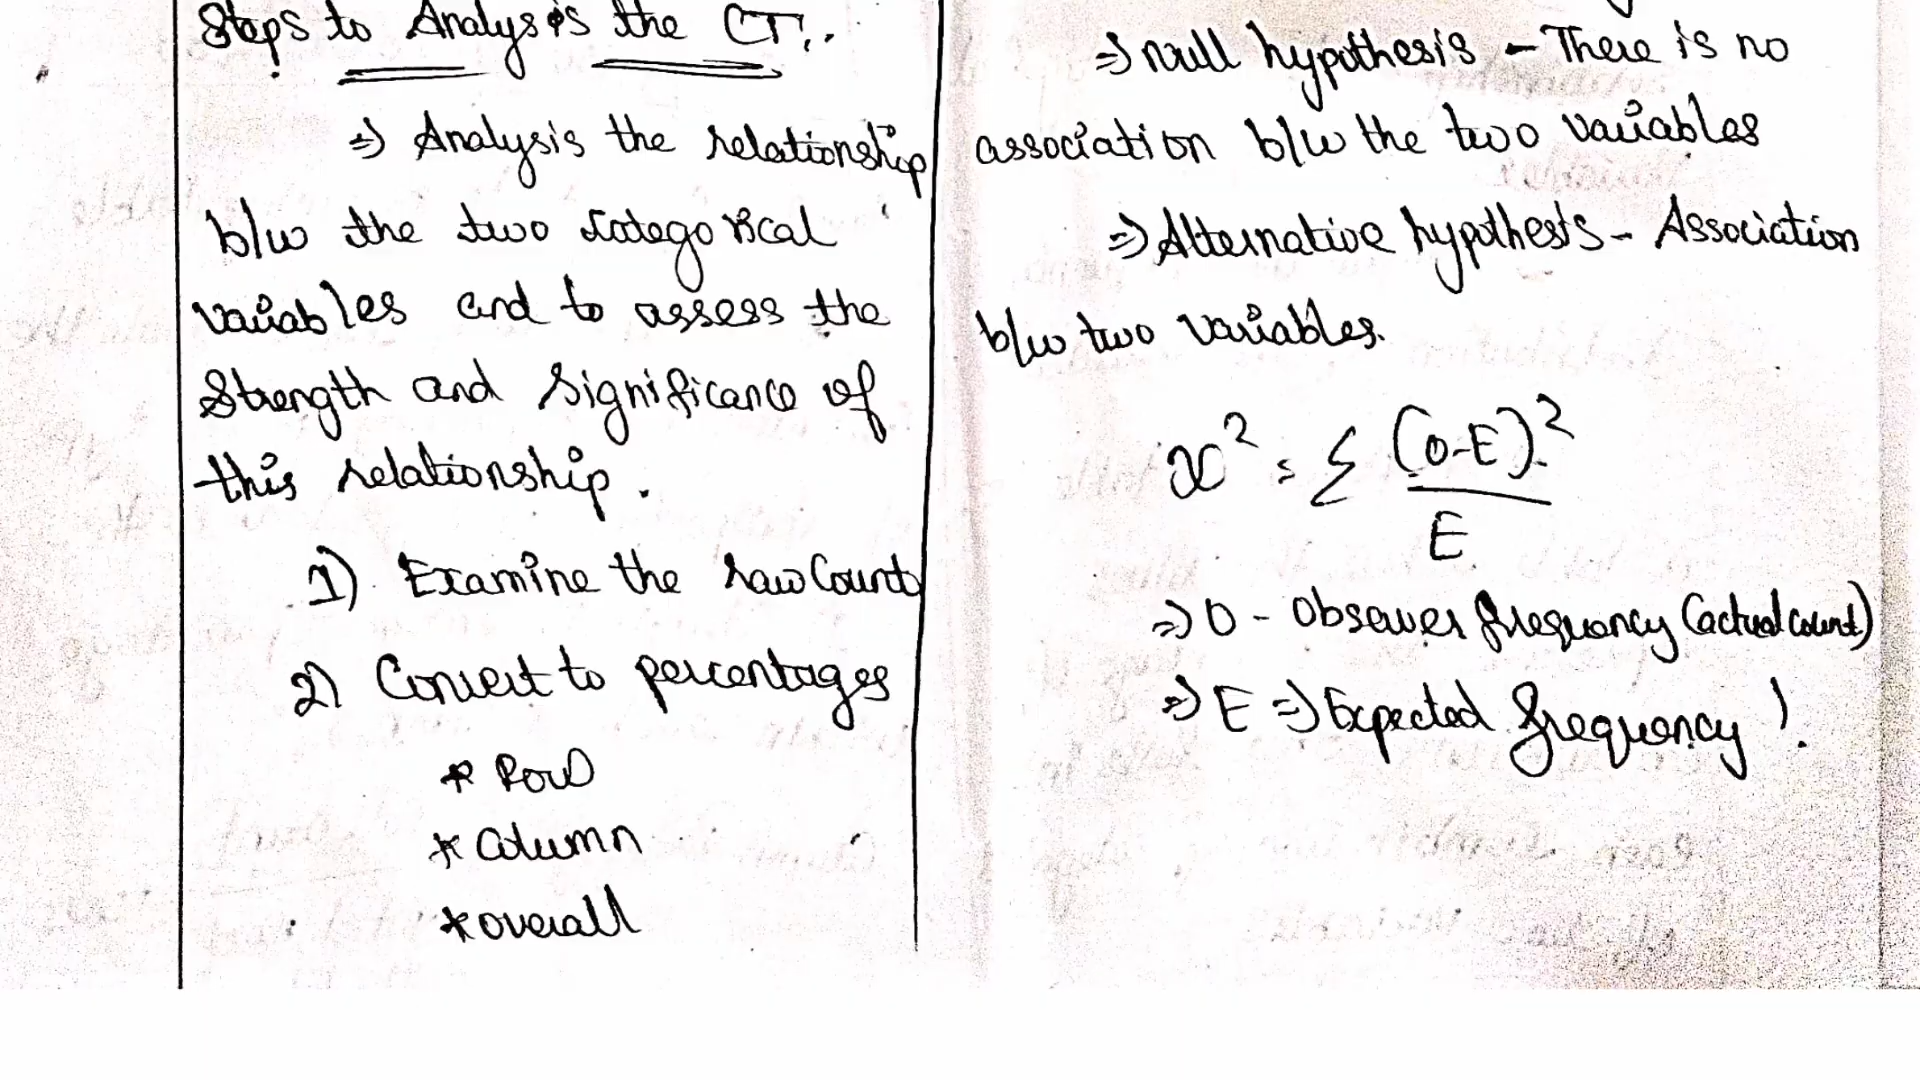 Steps to Analysis the CT!..
=> Analysis the relationship
b/w the two categorical
variables and to assess the
Strength and significance of
this relationship.
1) Examine the raw Counts
2) Convert to percentages
* Row
* Column
* overall
=> null hypothesis - There is no
association b/w the two variables
=> Alternative hypothesis - Association
b/w two variables.
x² = Σ (O-E)²
E
=> O - Observer frequency (actual count)
=> E => Expected frequency!